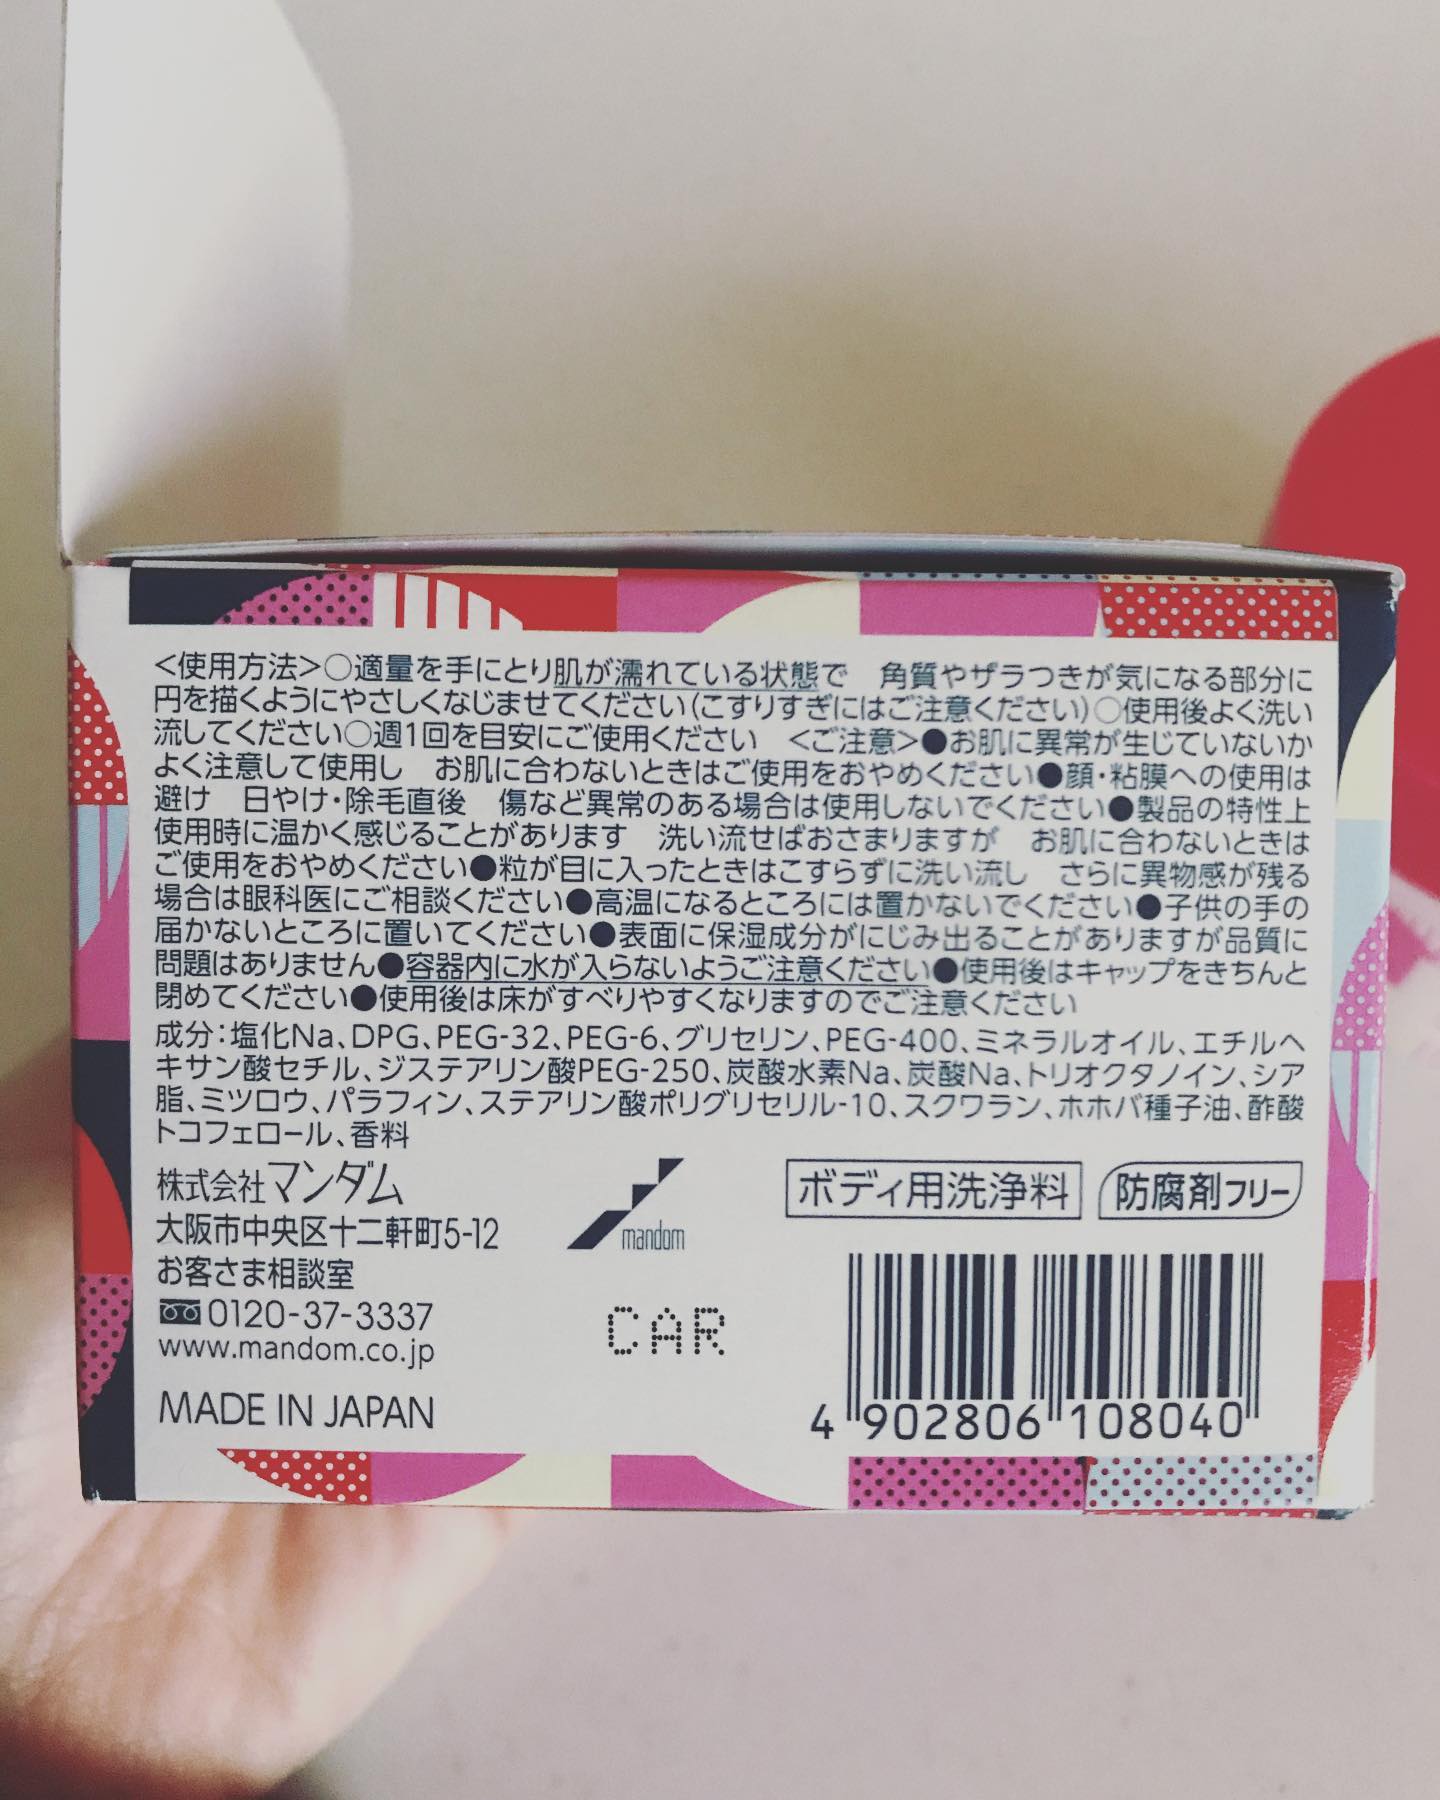 <使用方法>○適量を手にとり肌が濡れている状態で　角質やザラつきが気になる部分に
円を描くようにやさしくなじませてください(こすりすぎにはご注意ください)○使用後よく洗い
流してください○週1回を目安にご使用ください　<ご注意>●お肌に異常が生じていないか
よく注意して使用し　お肌に合わないときはご使用をおやめください●顔・粘膜への使用は
避け　日やけ・除毛直後　傷など異常のある場合は使用しないでください●製品の特性上
使用時に温かく感じることがあります　洗い流せばおさまりますが　お肌に合わないときは
ご使用をおやめください●粒が目に入ったときはこすらずに洗い流し　さらに異物感が残る
場合は眼科医にご相談ください●高温になるところには置かないでください●子供の手の
届かないところに置いてください●表面に保湿成分がにじみ出ることがありますが品質に
問題はありません●容器内に水が入らないようご注意ください●使用後はキャップをきちんと
閉めてください●使用後は床がすべりやすくなりますのでご注意ください
成分:塩化Na、DPG、PEG-32、PEG-6、グリセリン、PEG-400、ミネラルオイル、エチルヘ
キサン酸セチル、ジステアリン酸PEG-250、炭酸水素Na、炭酸Na、トリオクタノイン、シア
脂、ミツロウ、パラフィン、ステアリン酸ポリグリセリル-10、スクワラン、ホホバ種子油、酢酸
トコフェロール、香料
株式会社マンダム
大阪市中央区十二軒町5-12
お客さま相談室
0120-37-3337
www.mandom.co.jp
MADE IN JAPAN
mandom
CAR
ボディ用洗浄料
防腐剤フリー
4 902806 108040